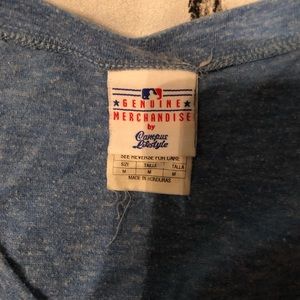 GENUINE
MERCHANDISE
by
Campus
Lifestyle
SEE REVERSE FOR CARE
SIZE TAILLE TALLA
M M M
MADE IN HONDURAS